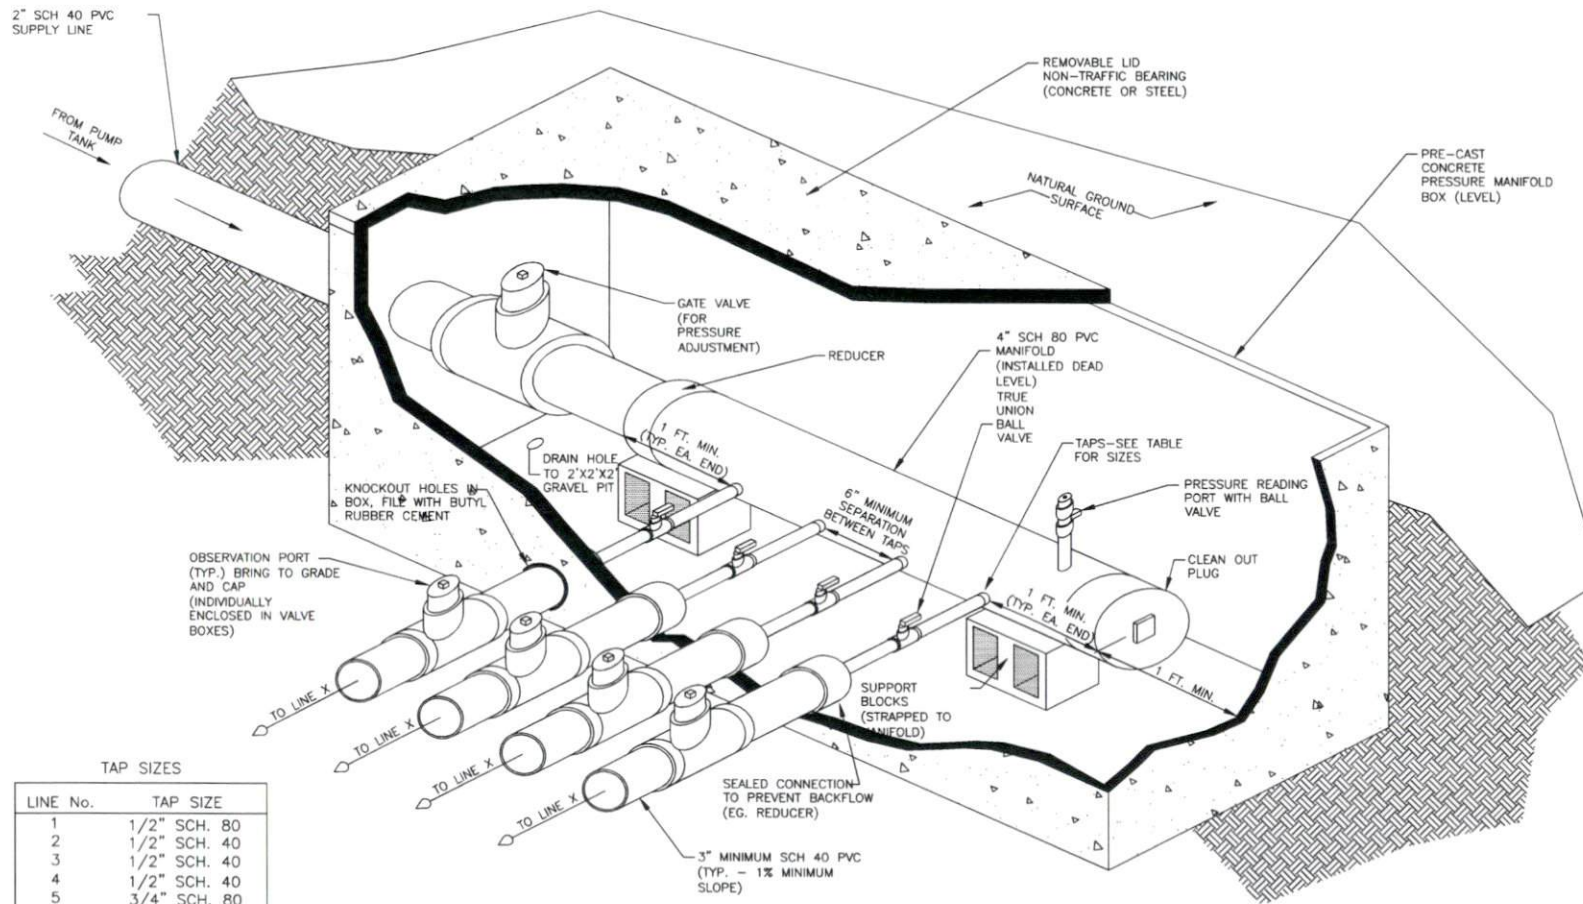 2" SCH 40 PVC
SUPPLY LINE
FROM PUMP
TANK
REMOVABLE LID
NON-TRAFFIC BEARING
(CONCRETE OR STEEL)
PRE-CAST
CONCRETE
PRESSURE MANIFOLD
BOX (LEVEL)
NATURAL GROUND
SURFACE
GATE VALVE
(FOR
PRESSURE
ADJUSTMENT)
REDUCER
4" SCH 80 PVC
MANIFOLD
(INSTALLED DEAD
LEVEL)
TRUE
UNION
BALL
VALVE
TAPS-SEE TABLE
FOR SIZES
PRESSURE READING
PORT WITH BALL
VALVE
CLEAN OUT
PLUG
1 FT. MIN.
(TYP. EA. END)
DRAIN HOLE
TO 2'X2'X2'
GRAVEL PIT
KNOCKOUT HOLES IN
BOX, FILL WITH BUTYL
RUBBER CEMENT
6" MINIMUM
SEPARATION
BETWEEN TAPS
OBSERVATION PORT
(TYP.) BRING TO GRADE
AND CAP
(INDIVIDUALLY
ENCLOSED IN VALVE
BOXES)
1 FT. MIN.
(TYP. EA. END)
1 FT. MIN.
SUPPORT
BLOCKS
(STRAPPED TO
MANIFOLD)
TO LINE X
TO LINE X
TO LINE X
TO LINE X
SEALED CONNECTION
TO PREVENT BACKFLOW
(EG. REDUCER)
3" MINIMUM SCH 40 PVC
(TYP. - 1% MINIMUM
SLOPE)
TAP SIZES
LINE No. TAP SIZE
1 1/2" SCH. 80
2 1/2" SCH. 40
3 1/2" SCH. 40
4 1/2" SCH. 40
5 3/4" SCH. 80